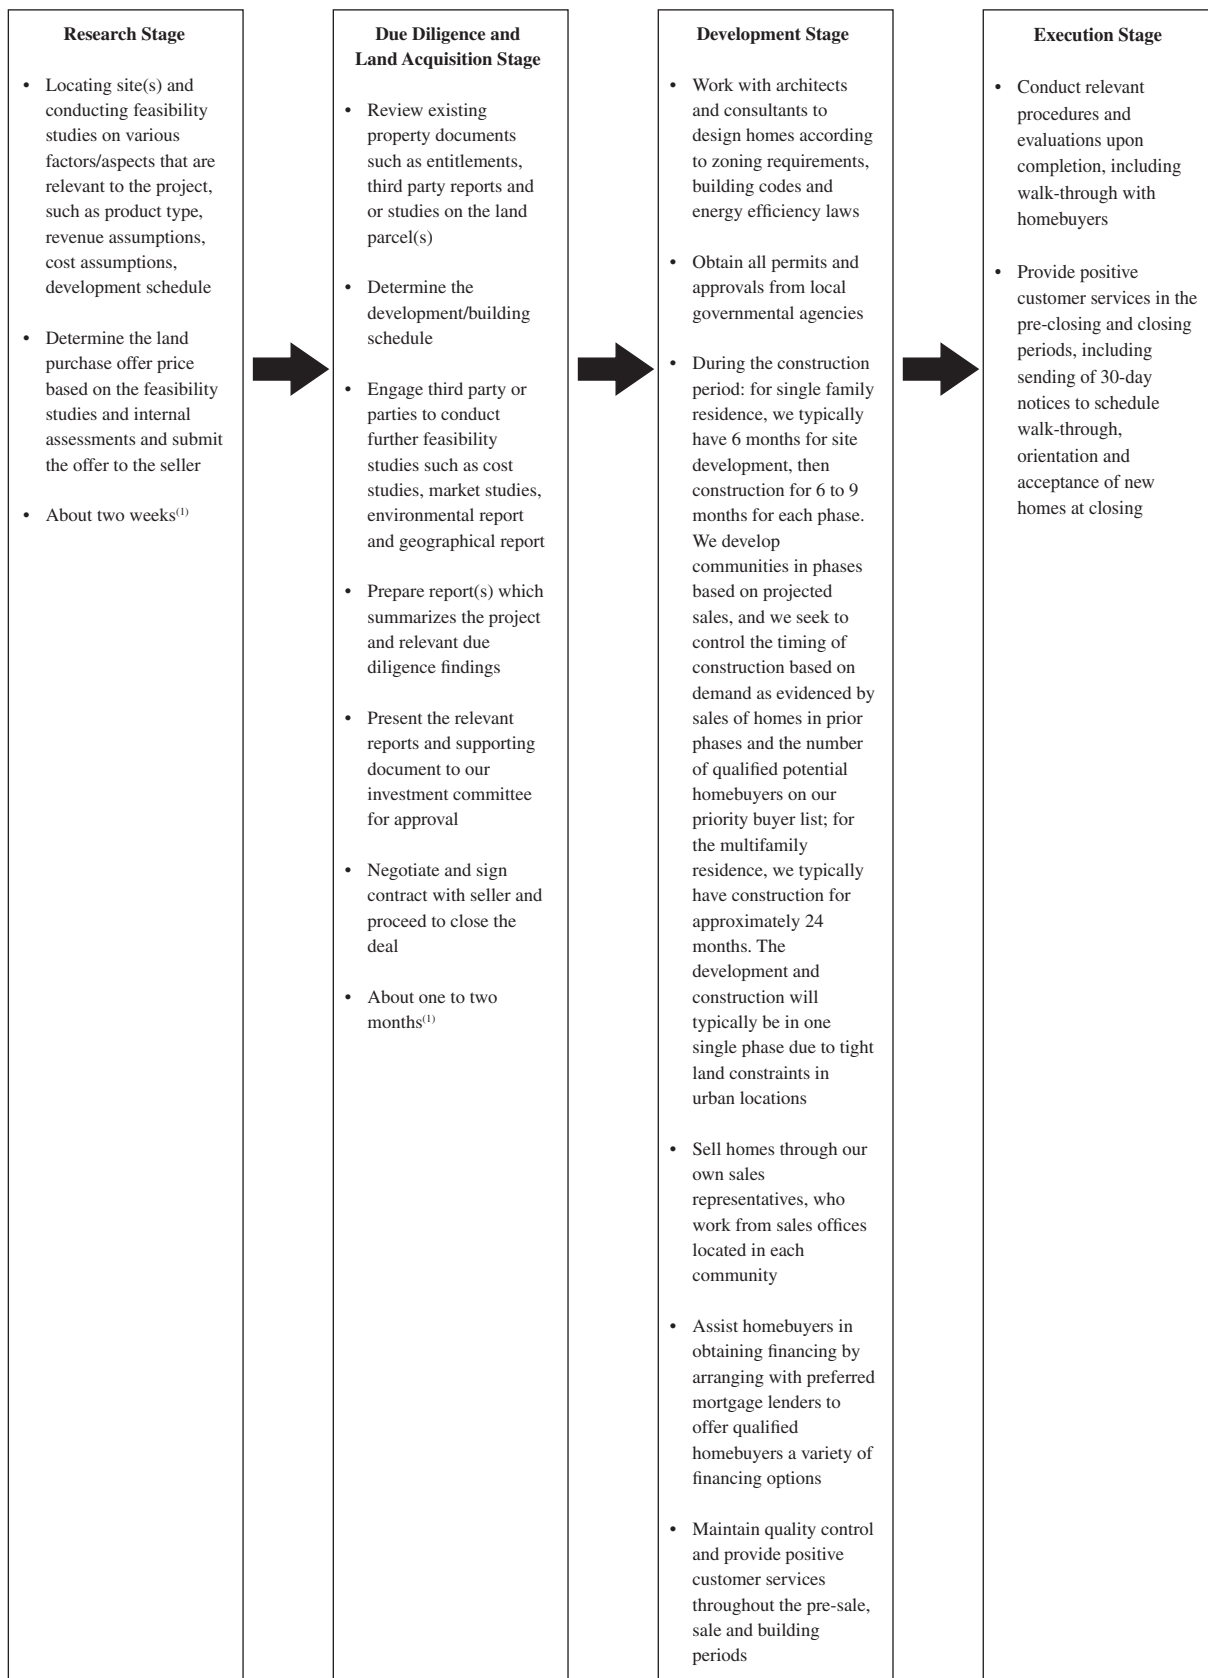 Research Stage
• Locating site(s) and
conducting feasibility
studies on various
factors/aspects that are
relevant to the project,
such as product type,
revenue assumptions,
cost assumptions,
development schedule
• Determine the land
purchase offer price
based on the feasibility
studies and internal
assessments and submit
the offer to the seller
• About two weeks(1)
Due Diligence and
Land Acquisition Stage
• Review existing
property documents
such as entitlements,
third party reports and
or studies on the land
parcel(s)
• Determine the
development/building
schedule
• Engage third party or
parties to conduct
further feasibility
studies such as cost
studies, market studies,
environmental report
and geographical report
• Prepare report(s) which
summarizes the project
and relevant due
diligence findings
• Present the relevant
reports and supporting
document to our
investment committee
for approval
• Negotiate and sign
contract with seller and
proceed to close the
deal
• About one to two
months(1)
Development Stage
• Work with architects
and consultants to
design homes according
to zoning requirements,
building codes and
energy efficiency laws
• Obtain all permits and
approvals from local
governmental agencies
• During the construction
period: for single family
residence, we typically
have 6 months for site
development, then
construction for 6 to 9
months for each phase.
We develop
communities in phases
based on projected
sales, and we seek to
control the timing of
construction based on
demand as evidenced by
sales of homes in prior
phases and the number
of qualified potential
homebuyers on our
priority buyer list; for
the multifamily
residence, we typically
have construction for
approximately 24
months. The
development and
construction will
typically be in one
single phase due to tight
land constraints in
urban locations
• Sell homes through our
own sales
representatives, who
work from sales offices
located in each
community
• Assist homebuyers in
obtaining financing by
arranging with preferred
mortgage lenders to
offer qualified
homebuyers a variety of
financing options
• Maintain quality control
and provide positive
customer services
throughout the pre-sale,
sale and building
periods
Execution Stage
• Conduct relevant
procedures and
evaluations upon
completion, including
walk-through with
homebuyers
• Provide positive
customer services in the
pre-closing and closing
periods, including
sending of 30-day
notices to schedule
walk-through,
orientation and
acceptance of new
homes at closing